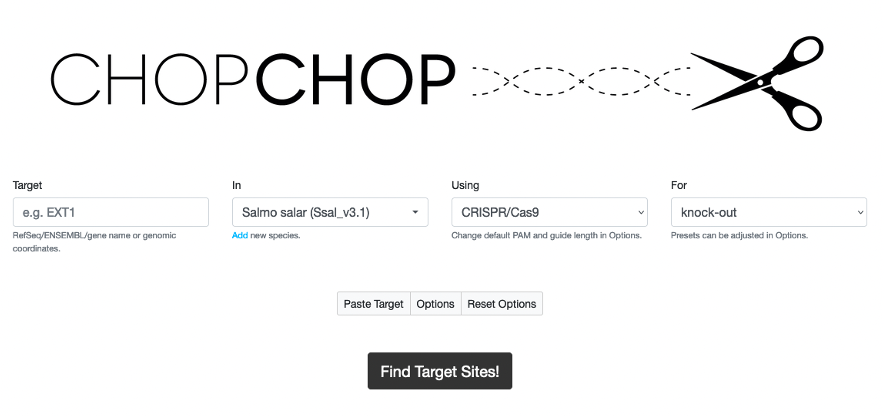 CHOPCHOP
Target
In
Using
For
e.g. EXT1
Salmo salar (Ssal_v3.1)
CRISPR/Cas9
knock-out
RefSeq/ENSEMBL/gene name or genomic
coordinates.
Add new species.
Change default PAM and guide length in Options.
Presets can be adjusted in Options.
Paste Target
Options
Reset Options
Find Target Sites!